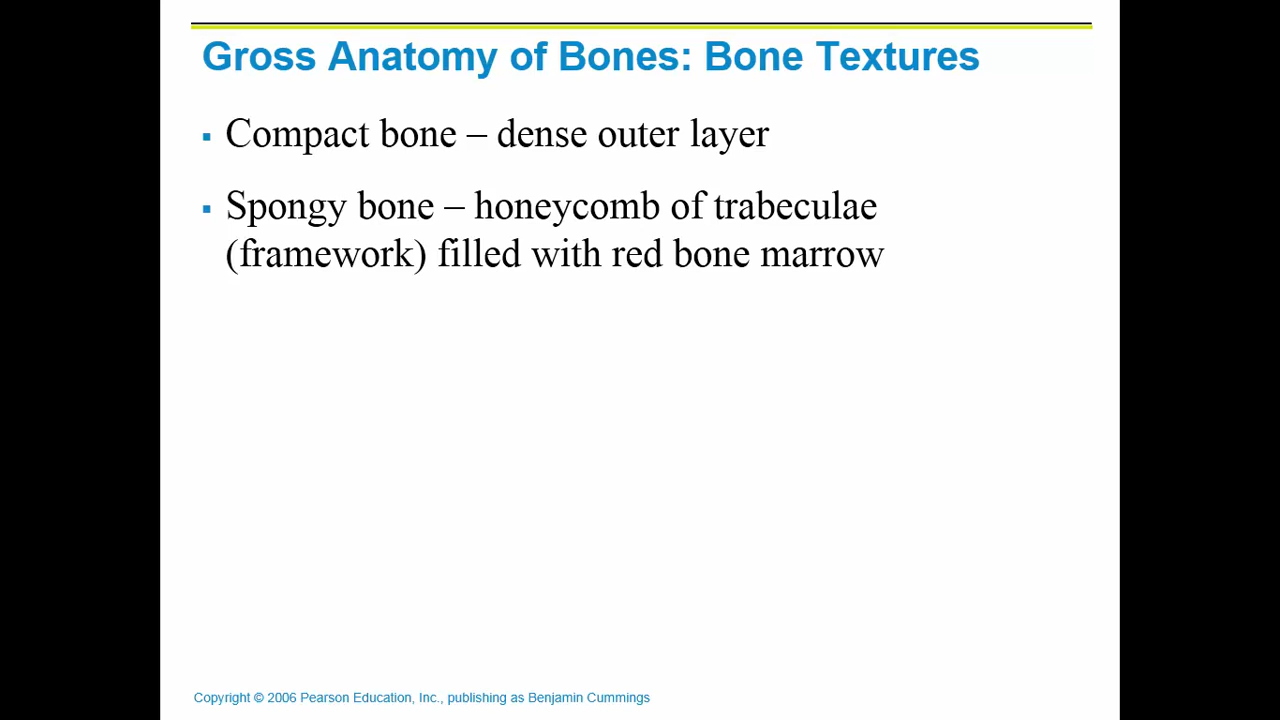 Gross Anatomy of Bones: Bone Textures
▪ Compact bone – dense outer layer
▪ Spongy bone – honeycomb of trabeculae
(framework) filled with red bone marrow
Copyright © 2006 Pearson Education, Inc., publishing as Benjamin Cummings